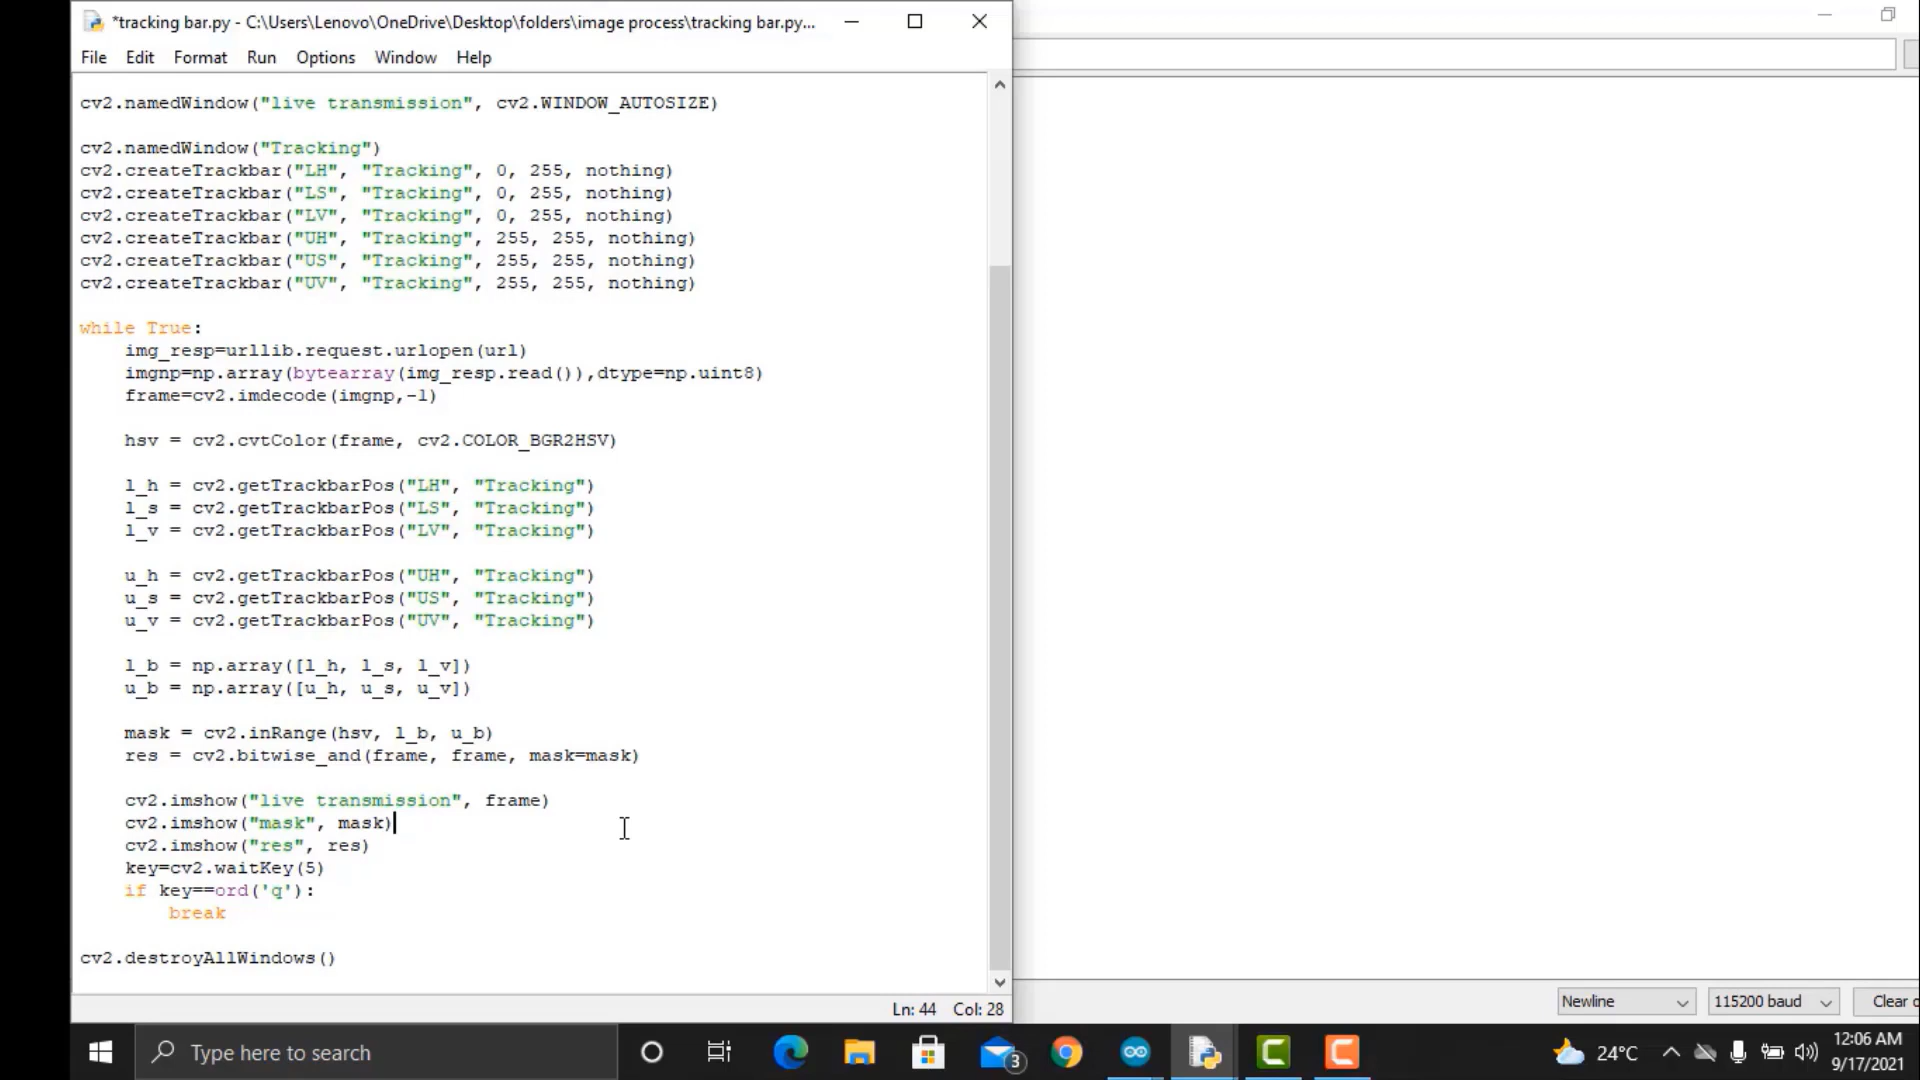 *tracking bar.py - C:\Users\Lenovo\OneDrive\Desktop\folders\image process\tracking bar.py...
File Edit Format Run Options Window Help
cv2.namedWindow("live transmission", cv2.WINDOW_AUTOSIZE)
cv2.namedWindow("Tracking")
cv2.createTrackbar("LH", "Tracking", 0, 255, nothing)
cv2.createTrackbar("LS", "Tracking", 0, 255, nothing)
cv2.createTrackbar("LV", "Tracking", 0, 255, nothing)
cv2.createTrackbar("UH", "Tracking", 255, 255, nothing)
cv2.createTrackbar("US", "Tracking", 255, 255, nothing)
cv2.createTrackbar("UV", "Tracking", 255, 255, nothing)
while True:
    img_resp=urllib.request.urlopen(url)
    imgnp=np.array(bytearray(img_resp.read()),dtype=np.uint8)
    frame=cv2.imdecode(imgnp,-1)
    hsv = cv2.cvtColor(frame, cv2.COLOR_BGR2HSV)
    l_h = cv2.getTrackbarPos("LH", "Tracking")
    l_s = cv2.getTrackbarPos("LS", "Tracking")
    l_v = cv2.getTrackbarPos("LV", "Tracking")
    u_h = cv2.getTrackbarPos("UH", "Tracking")
    u_s = cv2.getTrackbarPos("US", "Tracking")
    u_v = cv2.getTrackbarPos("UV", "Tracking")
    l_b = np.array([l_h, l_s, l_v])
    u_b = np.array([u_h, u_s, u_v])
    mask = cv2.inRange(hsv, l_b, u_b)
    res = cv2.bitwise_and(frame, frame, mask=mask)
    cv2.imshow("live transmission", frame)
    cv2.imshow("mask", mask)
    cv2.imshow("res", res)
    key=cv2.waitKey(5)
    if key==ord('q'):
        break
cv2.destroyAllWindows()
Ln: 44 Col: 28
Newline 115200 baud Clear o
Type here to search
3
24°C
12:06 AM
9/17/2021